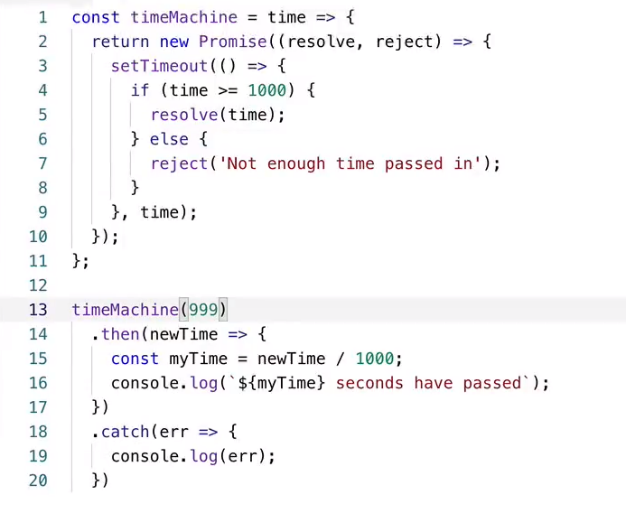 1 const timeMachine = time => {
2   return new Promise((resolve, reject) => {
3     setTimeout(() => {
4       if (time >= 1000) {
5         resolve(time);
6       } else {
7         reject('Not enough time passed in');
8       }
9     }, time);
10   });
11 };
12
13 timeMachine(999)
14   .then(newTime => {
15     const myTime = newTime / 1000;
16     console.log(`${myTime} seconds have passed`);
17   })
18   .catch(err => {
19     console.log(err);
20   })